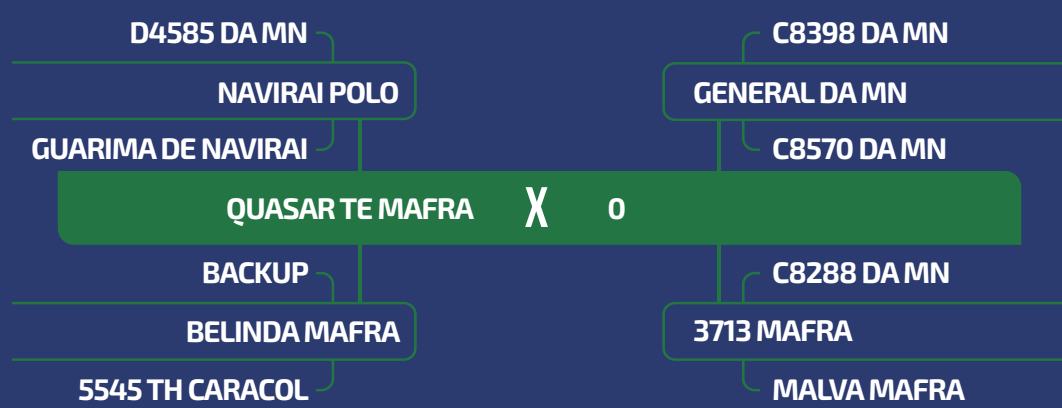 D4585 DA MN
C8398 DA MN
NAVIRAI POLO
GENERAL DA MN
GUARIMA DE NAVIRAI
C8570 DA MN
QUASAR TE MAFRA X 0
BACKUP
C8288 DA MN
BELINDA MAFRA
3713 MAFRA
5545 TH CARACOL
MALVA MAFRA